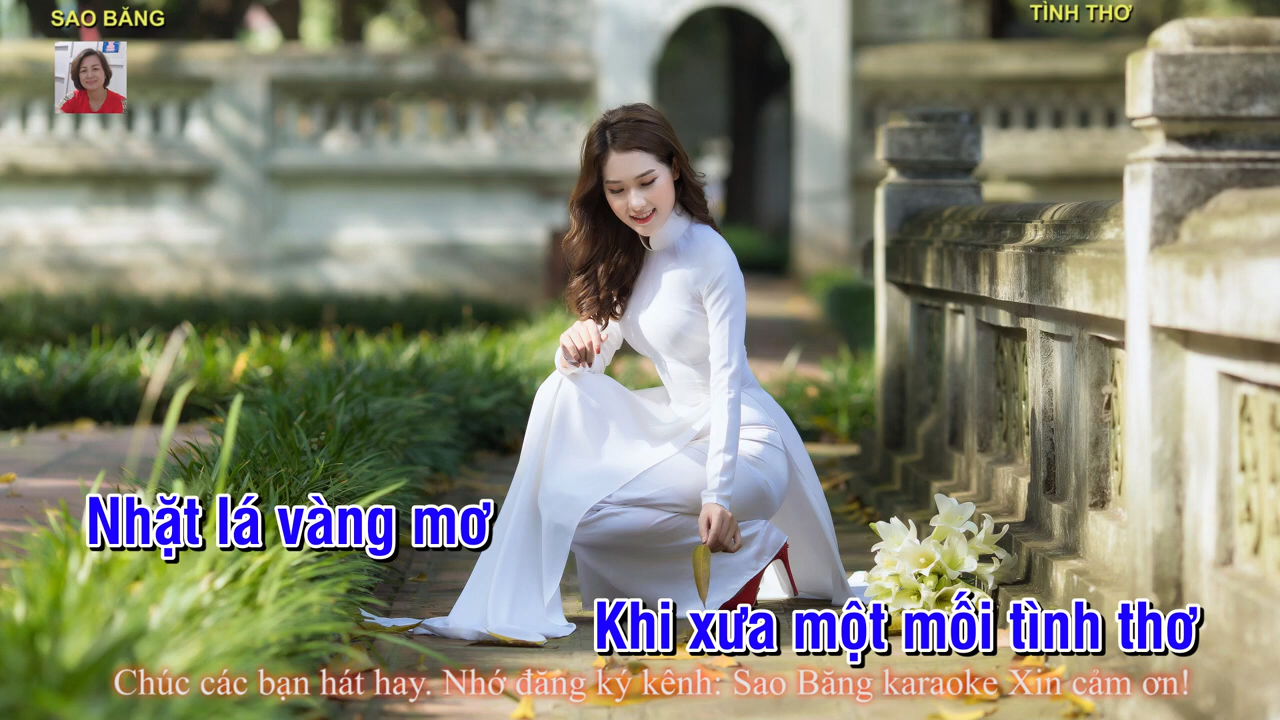 SAO BĂNG
TÌNH THƠ
Nhặt lá vàng mơ
Khi xưa một mối tình thơ
Chúc các bạn hát hay. Nhớ đăng ký kênh: Sao Băng karaoke Xin cảm ơn!